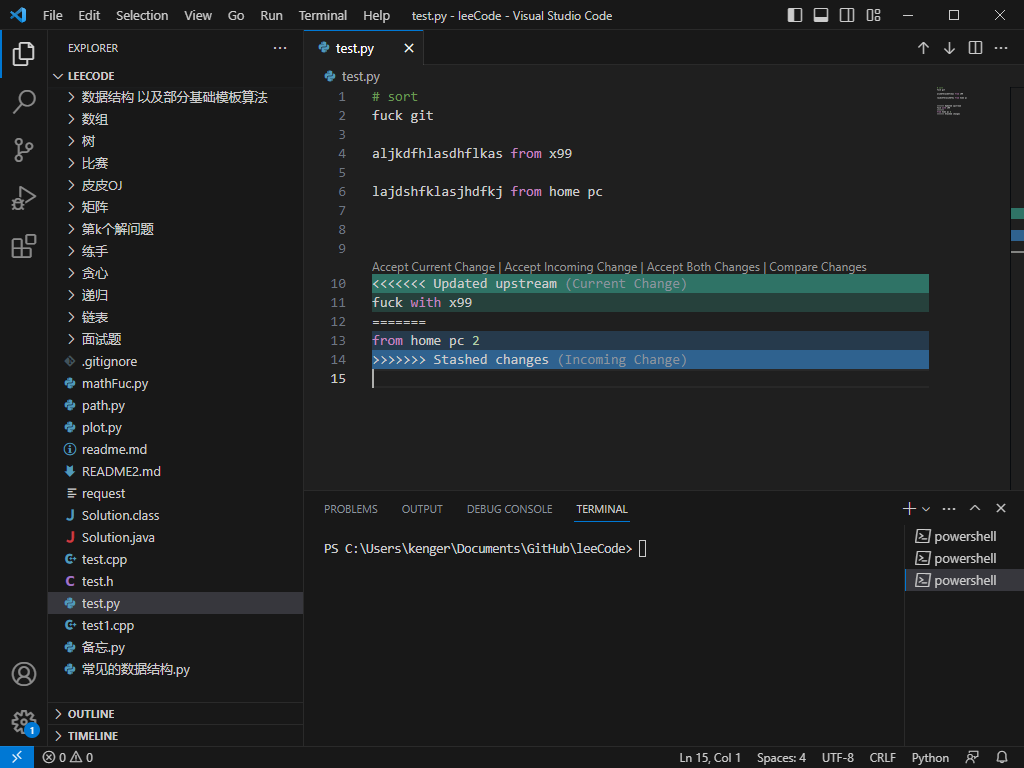 File Edit Selection View Go Run Terminal Help test.py - leeCode - Visual Studio Code
EXPLORER
LEECODE
数据结构 以及部分基础模板算法
数组
树
比赛
皮皮OJ
矩阵
第k个解问题
练手
贪心
递归
链表
面试题
.gitignore
mathFuc.py
path.py
plot.py
readme.md
README2.md
request
Solution.class
Solution.java
test.cpp
test.h
test.py
test1.cpp
备忘.py
常见的数据结构.py
OUTLINE
TIMELINE
test.py
test.py
1 # sort
2 fuck git
3
4 aljkdfhlasdhflkas from x99
5
6 lajdshfklasjhdfkj from home pc
7
8
9
Accept Current Change | Accept Incoming Change | Accept Both Changes | Compare Changes
10 <<<<<<< Updated upstream (Current Change)
11 fuck with x99
12 =======
13 from home pc 2
14 >>>>>>> Stashed changes (Incoming Change)
15
PROBLEMS OUTPUT DEBUG CONSOLE TERMINAL
PS C:\Users\kenger\Documents\GitHub\leeCode>
powershell
powershell
powershell
1
0 0 Ln 15, Col 1 Spaces: 4 UTF-8 CRLF Python